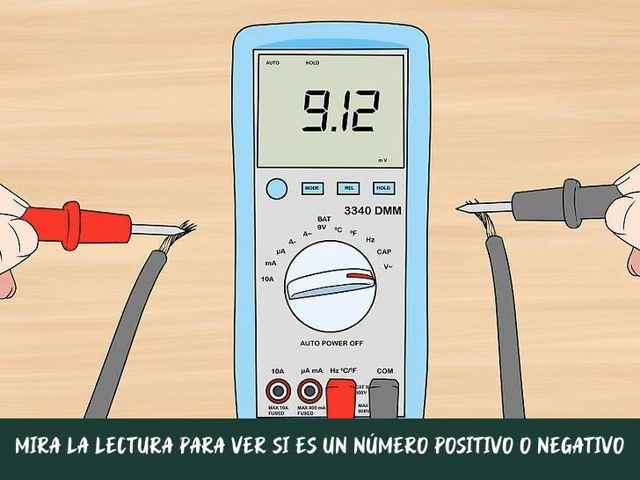 AUTO HOLD
9.12
mV
MODE REL HOLD
3340 DMM
BAT
9V
°C
°F
A~
Hz
A-
CAP
µA
V~
mA
10A
AUTO POWER OFF
10A µA mA Hz °C/°F COM
MAX 10A
FUSED
MAX 400 mA
FUSED
MAX
MIRA LA LECTURA PARA VER SI ES UN NÚMERO POSITIVO O NEGATIVO